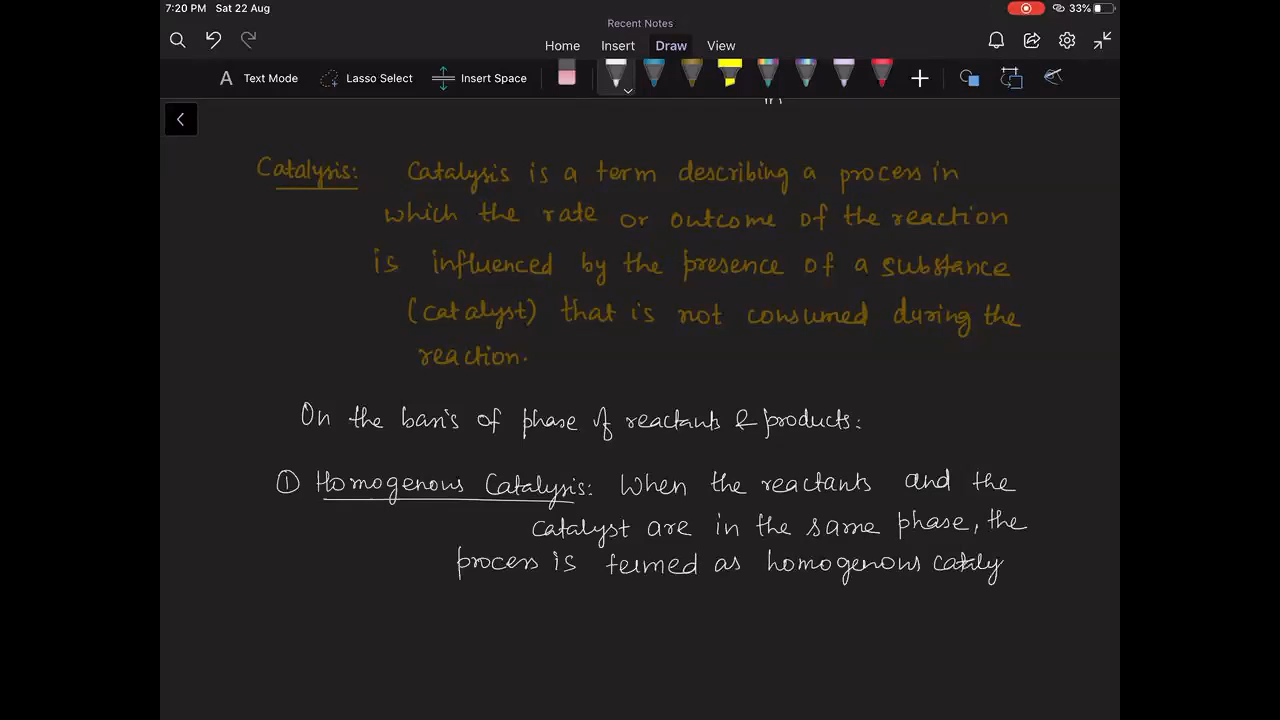 7:20 PM Sat 22 Aug
33%
Recent Notes
Home Insert Draw View
Text Mode Lasso Select Insert Space
in
Catalysis: Catalysis is a term describing a process in
which the rate or outcome of the reaction
is influenced by the presence of a substance
(catalyst) that is not consumed during the
reaction.
On the basis of phase of reactants & products:
① Homogenous Catalysis: When the reactants and the
catalyst are in the same phase, the
process is termed as homogenous cataly